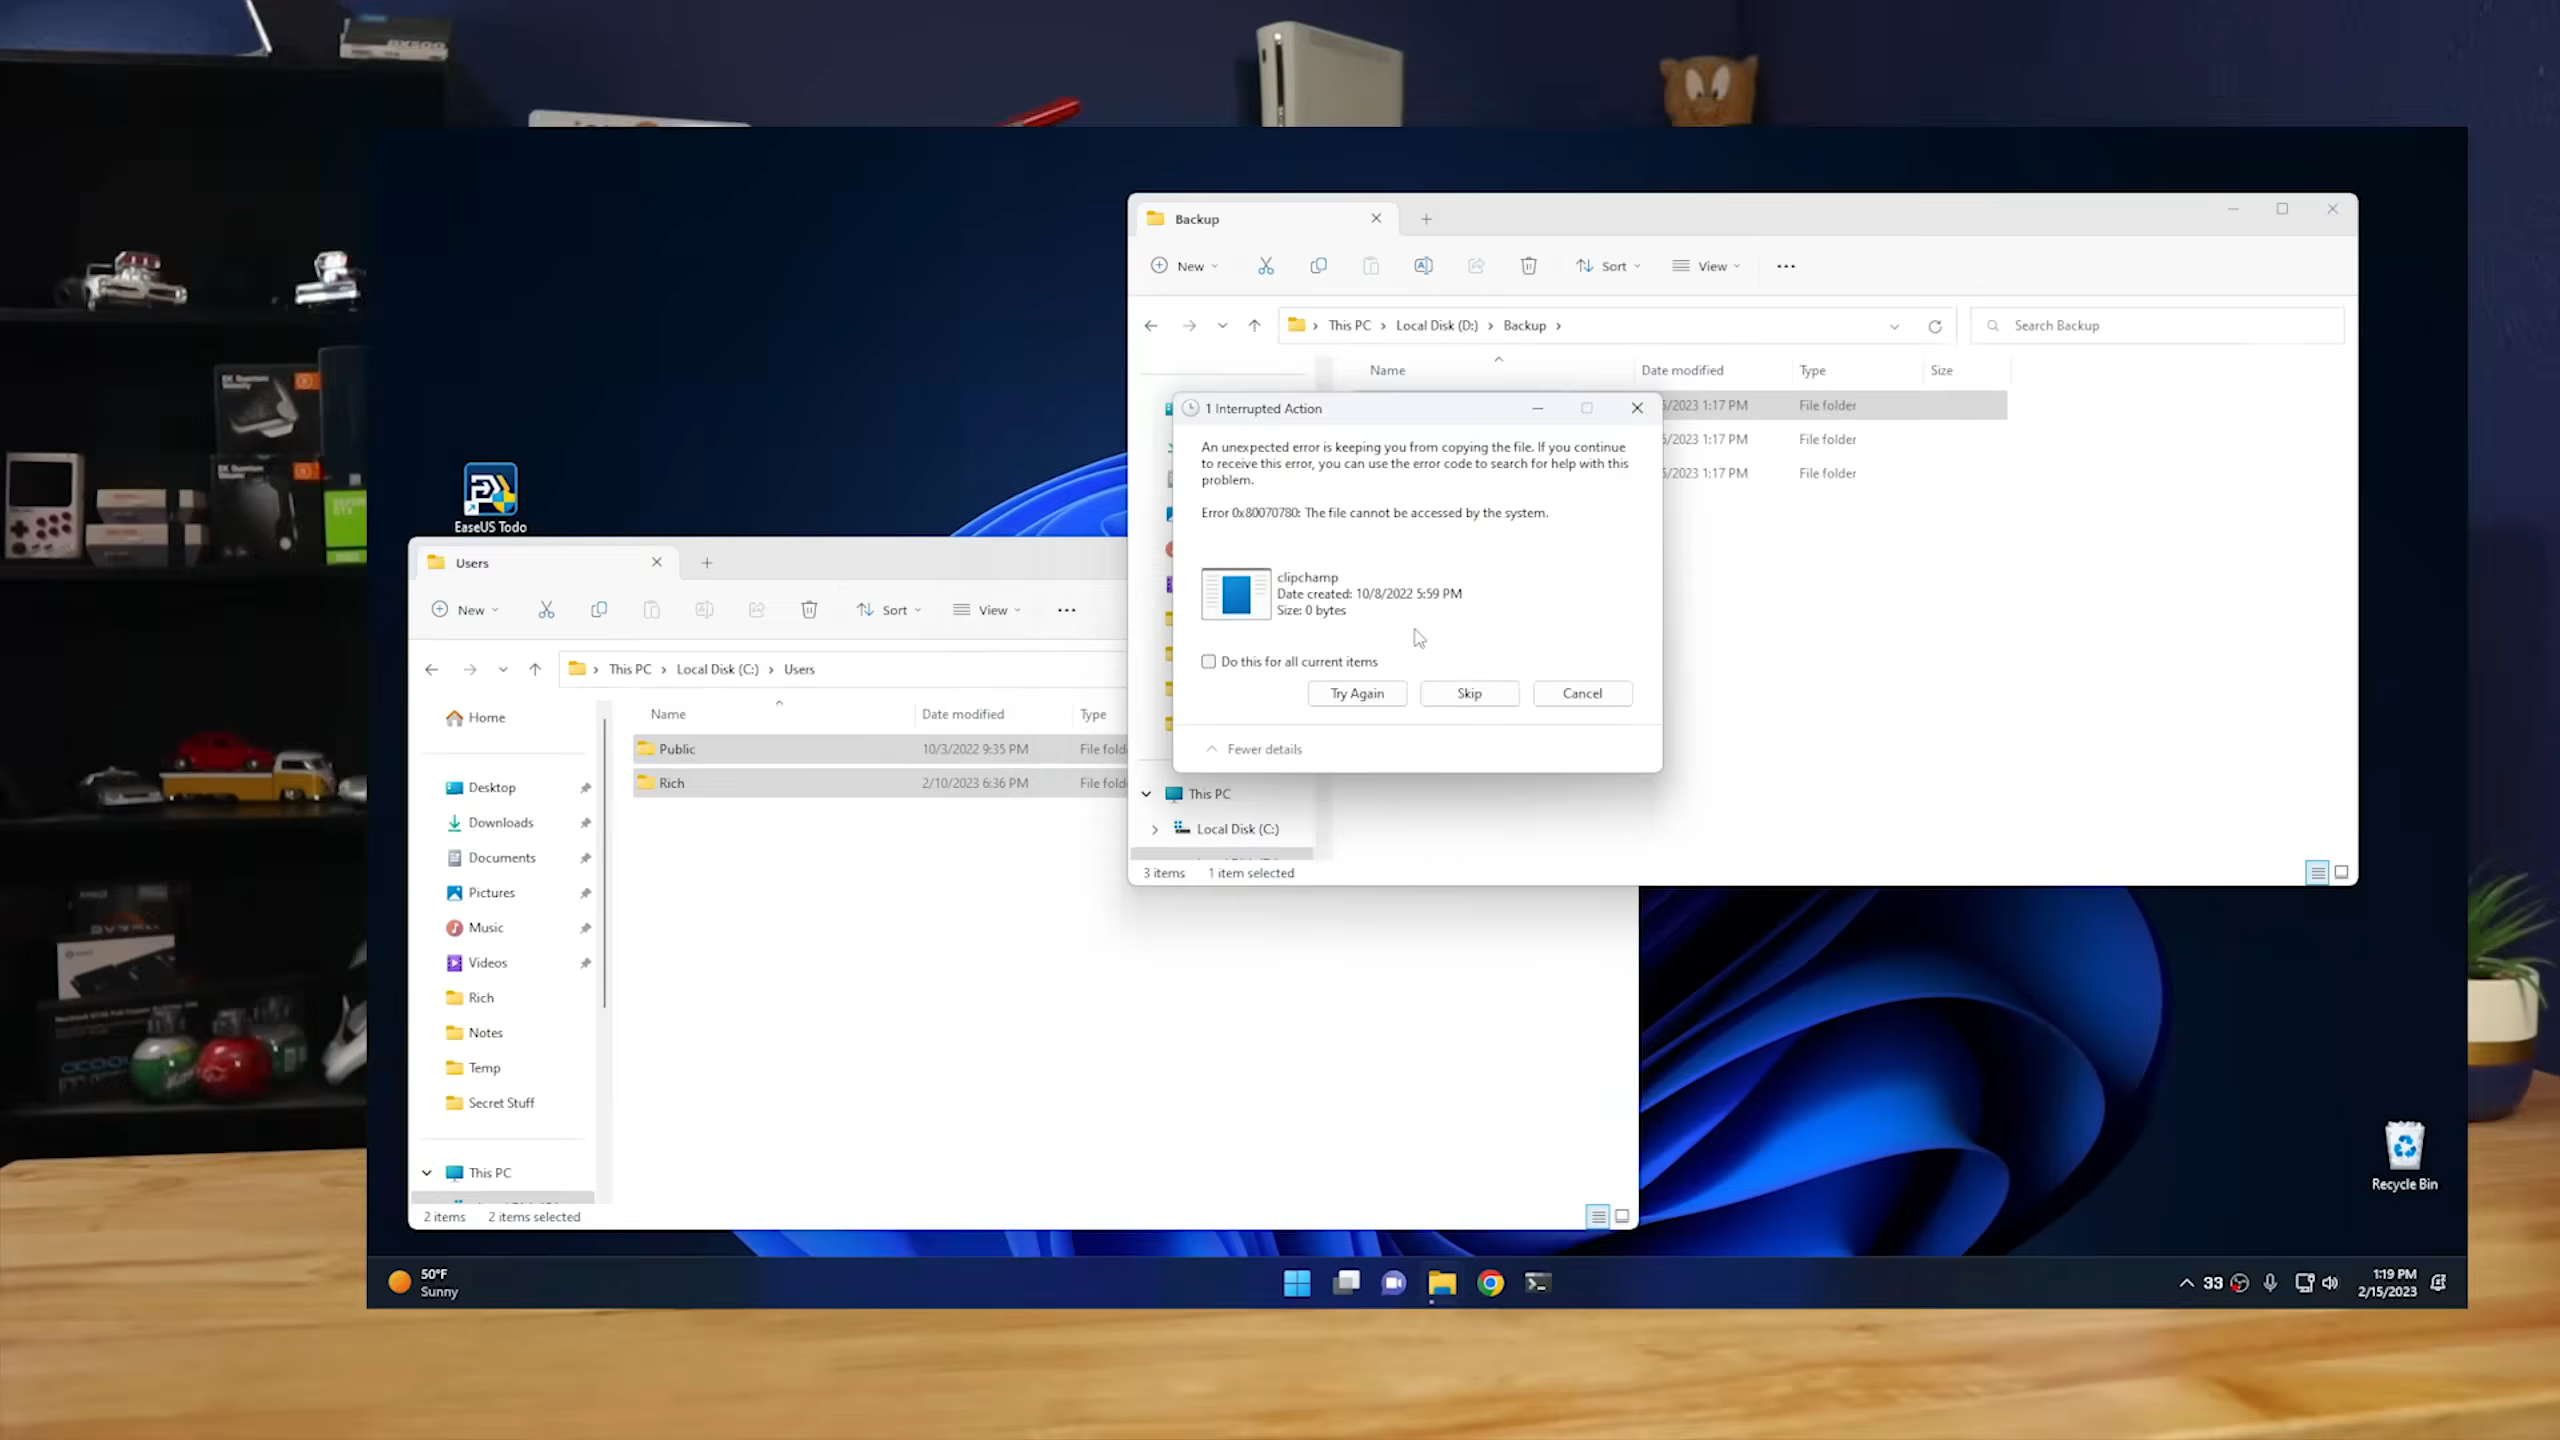 EK Quantum
Velocity
EK Quantum
EaseUS Todo
Backup
New
Sort
View
This PC > Local Disk (D:) > Backup >
Search Backup
Name
Date modified
Type
Size
5/2023 1:17 PM
File folder
5/2023 1:17 PM
File folder
5/2023 1:17 PM
File folder
1 Interrupted Action
An unexpected error is keeping you from copying the file. If you continue
to receive this error, you can use the error code to search for help with this
problem.
Error 0x80070780: The file cannot be accessed by the system.
clipchamp
Date created: 10/8/2022 5:59 PM
Size: 0 bytes
Do this for all current items
Try Again
Skip
Cancel
Fewer details
This PC
Local Disk (C:)
3 items
1 item selected
Users
New
Sort
View
This PC > Local Disk (C:) > Users
Home
Desktop
Downloads
Documents
Pictures
Music
Videos
Rich
Notes
Temp
Secret Stuff
This PC
Name
Date modified
Type
Public
10/3/2022 9:35 PM
File fold
Rich
2/10/2023 6:36 PM
File fold
2 items
2 items selected
Recycle Bin
50°F
Sunny
33
1:19 PM
2/15/2023